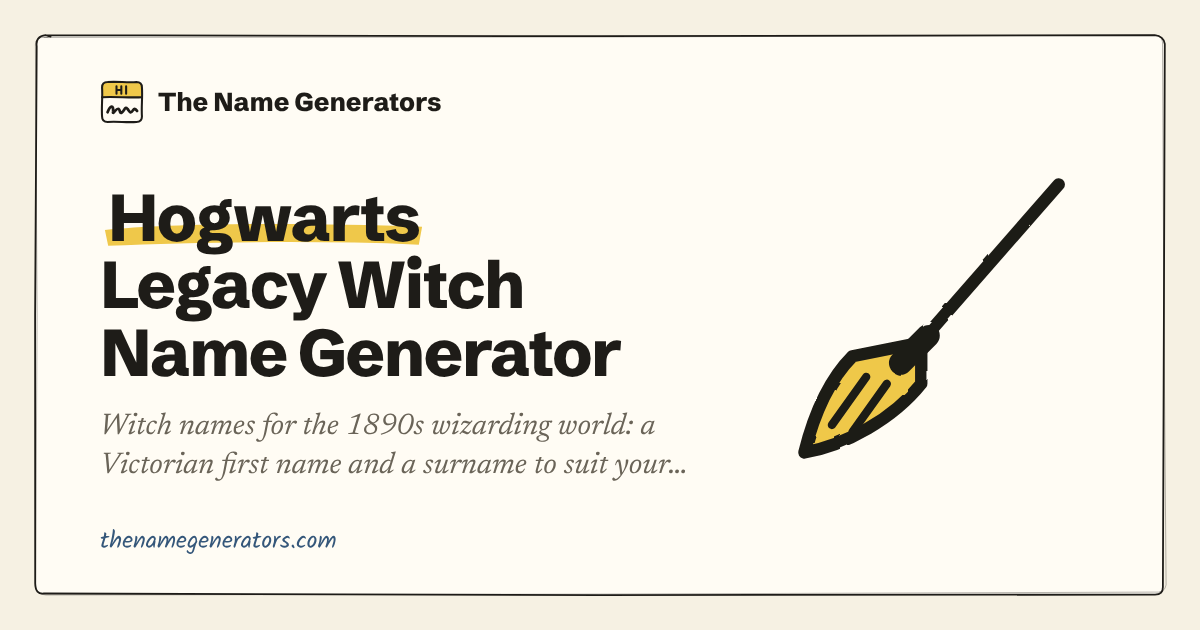 HI
The Name Generators
Hogwarts
Legacy Witch
Name Generator
Witch names for the 1890s wizarding world: a
Victorian first name and a surname to suit your...
thenamegenerators.com